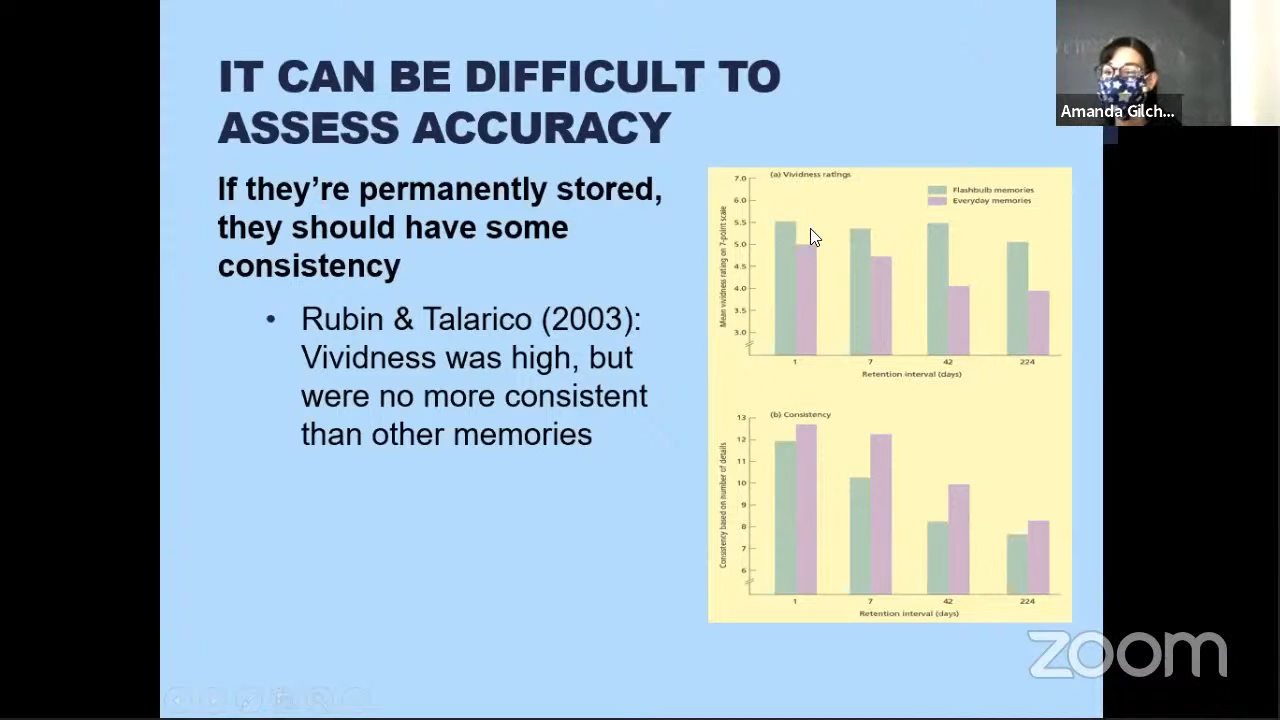 IT CAN BE DIFFICULT TO
ASSESS ACCURACY
If they're permanently stored,
they should have some
consistency
• Rubin & Talarico (2003):
Vividness was high, but
were no more consistent
than other memories
(a) Vividness ratings
Flashbulb memories
Everyday memories
Mean vividness rating on 7-point scale
7.0
6.0
5.5
5.0
4.5
4.0
3.5
3.0
1 7 42 224
Retention interval (days)
(b) Consistency
Consistency based on number of details
13
12
11
10
9
8
7
6
1 7 42 224
Retention interval (days)
Amanda Gilch...
zoom